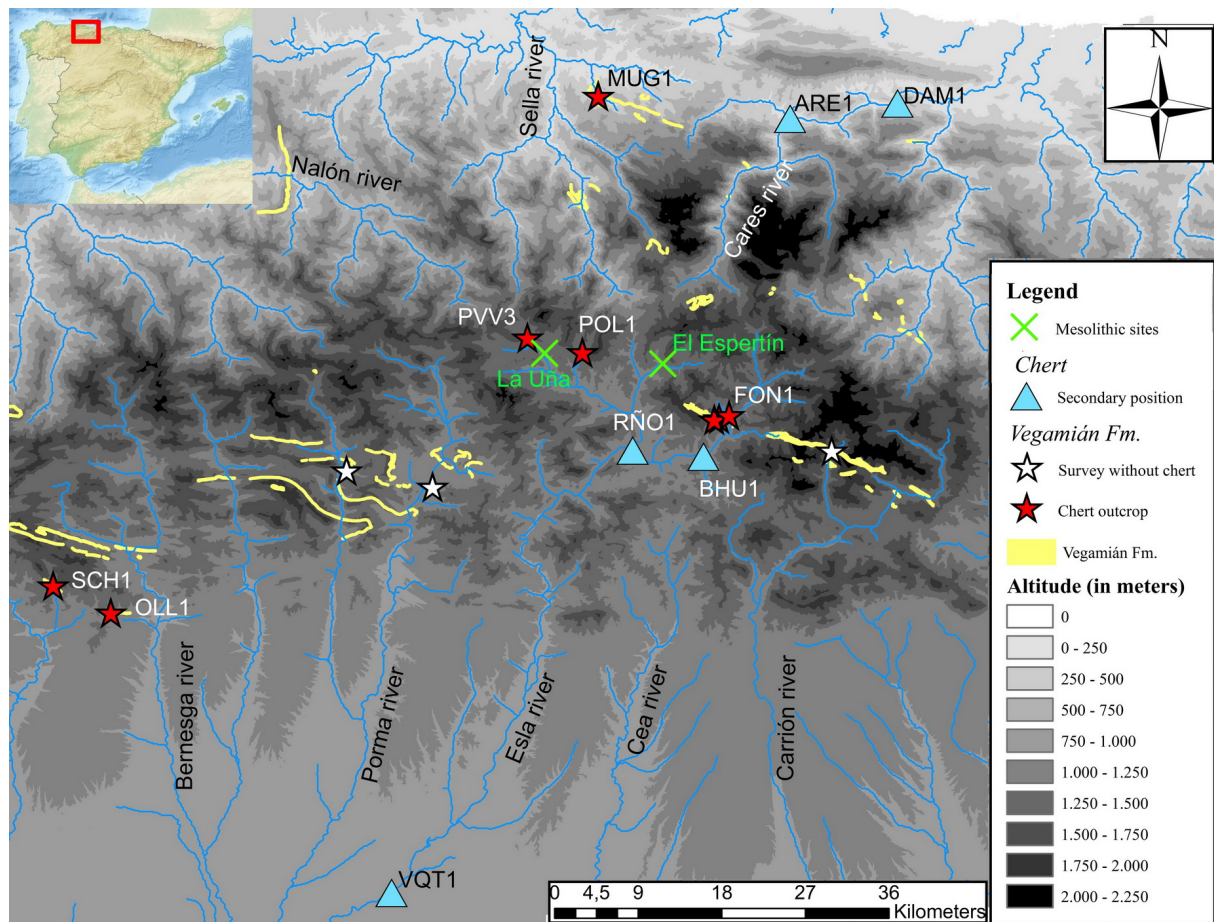 N
MUG1
ARE1
DAM1
Sella river
Nalón river
Cares river
PVV3
POL1
La Uña
El Espertín
FON1
RÑO1
BHU1
SCH1
OLL1
Bernesga river
Porma river
Esla river
Cea river
Carrión river
VQT1
Legend
Mesolithic sites
Chert
Secondary position
Vegamián Fm.
Survey without chert
Chert outcrop
Vegamián Fm.
Altitude (in meters)
0
0 - 250
250 - 500
500 - 750
750 - 1.000
1.000 - 1.250
1.250 - 1.500
1.500 - 1.750
1.750 - 2.000
2.000 - 2.250
0 4,5 9 18 27 36
Kilometers